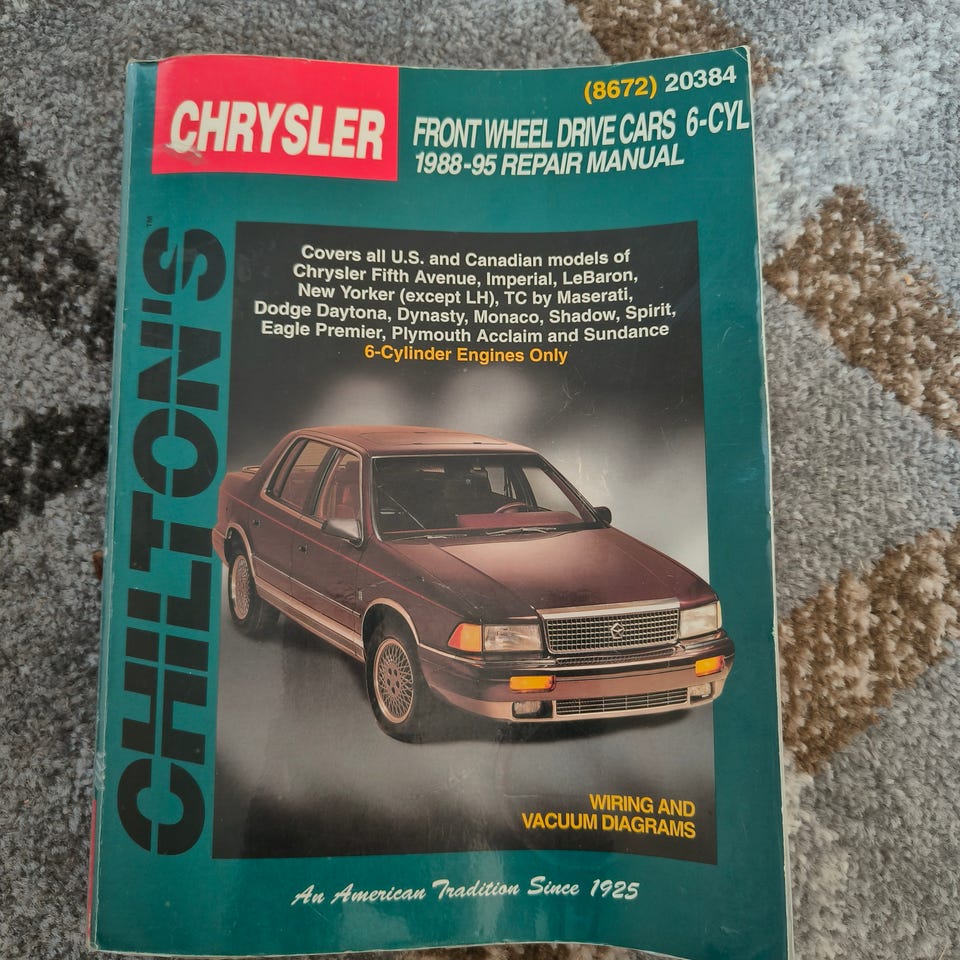 CHRYSLER
(8672) 20384
FRONT WHEEL DRIVE CARS 6-CYL
1988-95 REPAIR MANUAL
CHILTON'S™
Covers all U.S. and Canadian models of
Chrysler Fifth Avenue, Imperial, LeBaron,
New Yorker (except LH), TC by Maserati,
Dodge Daytona, Dynasty, Monaco, Shadow, Spirit,
Eagle Premier, Plymouth Acclaim and Sundance
6-Cylinder Engines Only
WIRING AND
VACUUM DIAGRAMS
An American Tradition Since 1925